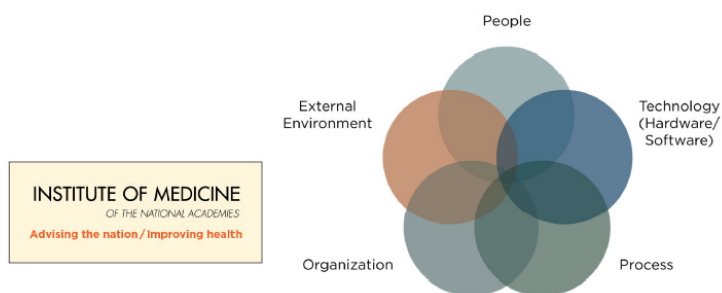 People
External
Environment
Technology
(Hardware/
Software)
INSTITUTE OF MEDICINE
OF THE NATIONAL ACADEMIES
Advising the nation / Improving health
Organization
Process